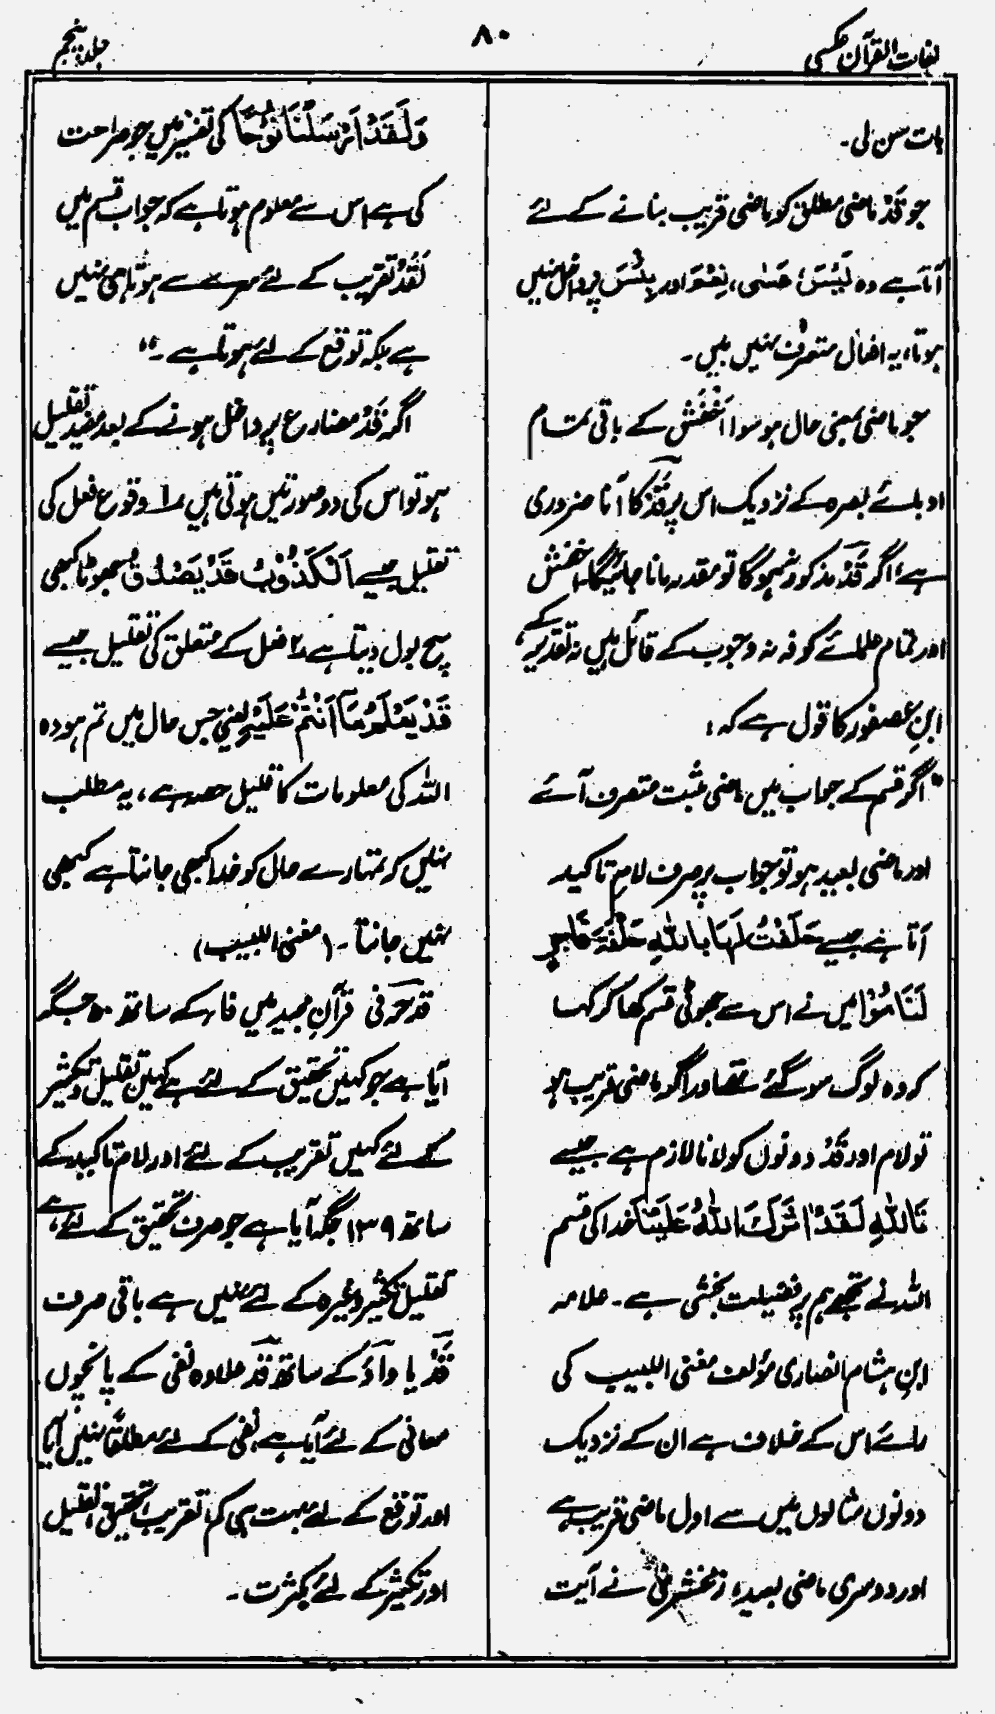 لغات القرآن عکسی
۸۰
جلد پنجم
بات سن لی۔
جو قَدْ ماضی مطلق کو ماضی قریب بنانے کے لئے
آتا ہے وہ لَیْسَ، عَسٰی، نِعْمَ اور بِئْسَ پر داخل نہیں
ہوتا، یہ افعال متصرف نہیں ہیں۔
جو ماضی بمعنی حال ہو سوا اَخْفَش کے باقی تمام
ادبائے بصرہ کے نزدیک اس پر قَدْ کا آنا ضروری
ہے، اگر قَدْ مذکور نہ ہوگا تو مقدر مانا جائیگا۔ اخفش
اور تمام علمائے کوفہ نہ وجوب کے قائل ہیں نہ تقدیر کے،
ابنِ عصفور کا قول ہے کہ:
"اگر قسم کے جواب میں ماضی مثبت متصرف آئے
اور ماضی بعید ہو تو جواب پر صرف لامِ تاکید
آتا ہے جیسے حَلَفْتُ لَهَا بِاللّٰهِ حَلْفَةَ فَاجِرٍ
لَنَامُوْا میں نے اس سے جھوٹی قسم کھا کر کہا
کہ وہ لوگ سو گئے تھے اور اگر ماضی قریب ہو
تو لام اور قَدْ دونوں کو لانا لازم ہے جیسے
تَاللّٰهِ لَقَدْ اٰثَرَكَ اللّٰهُ عَلَيْنَا خدا کی قسم
اللہ نے تجھے ہم پر فضیلت بخشی ہے۔ علامہ
ابنِ ہشام انصاری مؤلف مغنی اللبیب کی
رائے اس کے خلاف ہے ان کے نزدیک
دونوں مثالوں میں سے اول ماضی قریب ہے
اور دوسری ماضی بعید، زمخشری نے آیت
وَلَقَدْ اَرْسَلْنَا نُوْحًا کی تفسیر میں جو صراحت
کی ہے اس سے معلوم ہوتا ہے کہ جواب قسم میں
لَقَدْ تقریب کے لئے سرے سے ہوتا ہی نہیں
ہے بلکہ توقع کے لئے ہوتا ہے۔"
اگر قَدْ مضارع پر داخل ہونے کے بعد مفید تقلیل
ہو تو اس کی دو صورتیں ہوتی ہیں ۱؎ وقوع فعل کی
تقلیل جیسے اَلْكَذُوْبُ قَدْ يَصْدُقُ جھوٹا کبھی
سچ بول دیتا ہے ۲؎ فعل کے متعلق کی تقلیل جیسے
قَدْ يَعْلَمُ مَا اَنْتُمْ عَلَيْهِ یعنی جس حال میں تم ہو وہ
اللہ کی معلومات کا قلیل حصہ ہے، یہ مطلب
نہیں کہ تمہارے حال کو خدا کبھی جانتا ہے کبھی
نہیں جانتا۔ (مغنی اللبیب)
قد حرفی قرآنِ مجید میں فار کے ساتھ ۵۰ جگہ
آیا ہے جو کہیں تحقیق کے لئے ہے کہیں تقلیل و تکثیر
کے لئے کہیں تقریب کے لئے اور لام تاکید کے
ساتھ ۱۳۹ جگہ آیا ہے جو صرف تحقیق کے لئے ہے،
تقلیل تکثیر وغیرہ کے لئے نہیں ہے باقی صرف
قَدْ یا واؤ کے ساتھ قَدْ علاوہ نفی کے پانچوں
معانی کے لئے آیا ہے، نفی کے لئے مطلقاً نہیں آیا
اور توقع کے لئے بہت ہی کم، تقریب، تحقیق، تقلیل
اور تکثیر کے لئے بکثرت۔